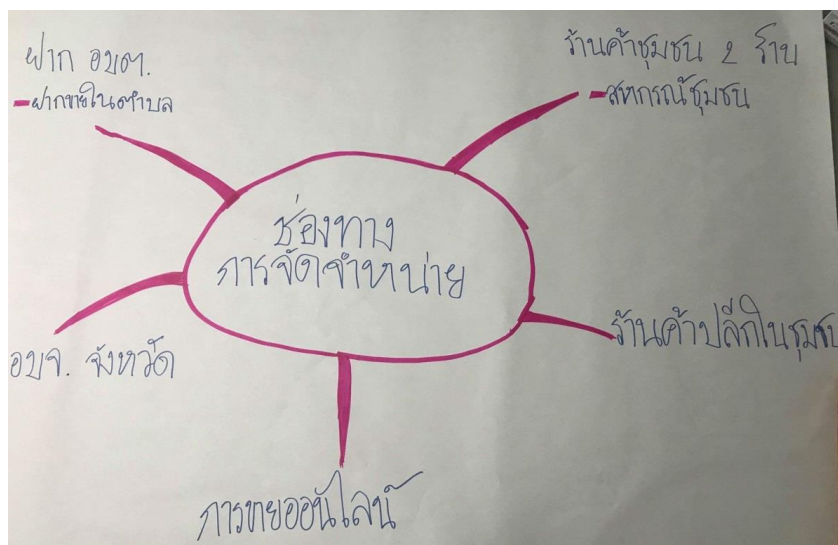 ฝาก อบต.
-ฝากขายในตำบล
ร้านค้าชุมชน 2 ร้าน
-สหกรณ์ชุมชน
ช่องทาง
การจัดจำหน่าย
ร้านค้าปลีกในชุมชน
อบจ. จังหวัด
การขายออนไลน์